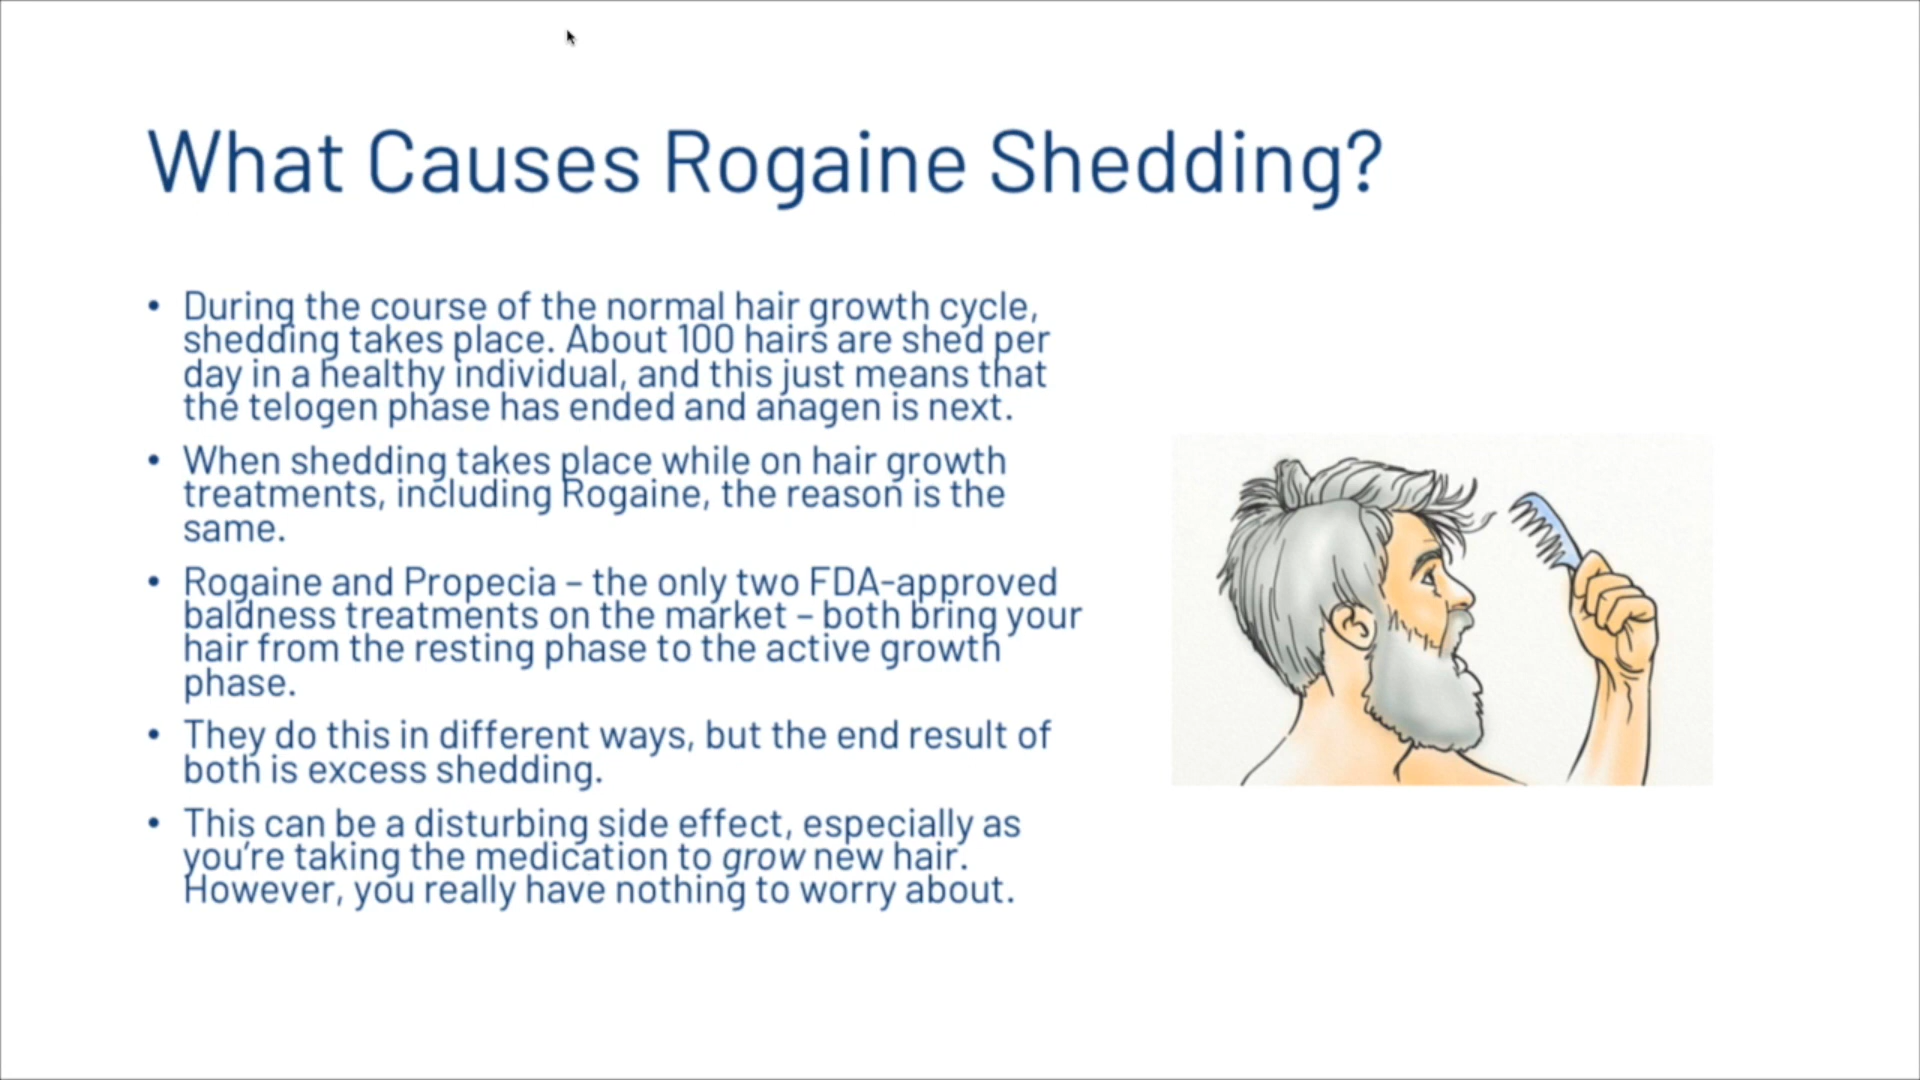 What Causes Rogaine Shedding?
• During the course of the normal hair growth cycle,
shedding takes place. About 100 hairs are shed per
day in a healthy individual, and this just means that
the telogen phase has ended and anagen is next.
• When shedding takes place while on hair growth
treatments, including Rogaine, the reason is the
same.
• Rogaine and Propecia – the only two FDA-approved
baldness treatments on the market – both bring your
hair from the resting phase to the active growth
phase.
• They do this in different ways, but the end result of
both is excess shedding.
• This can be a disturbing side effect, especially as
you're taking the medication to grow new hair.
However, you really have nothing to worry about.